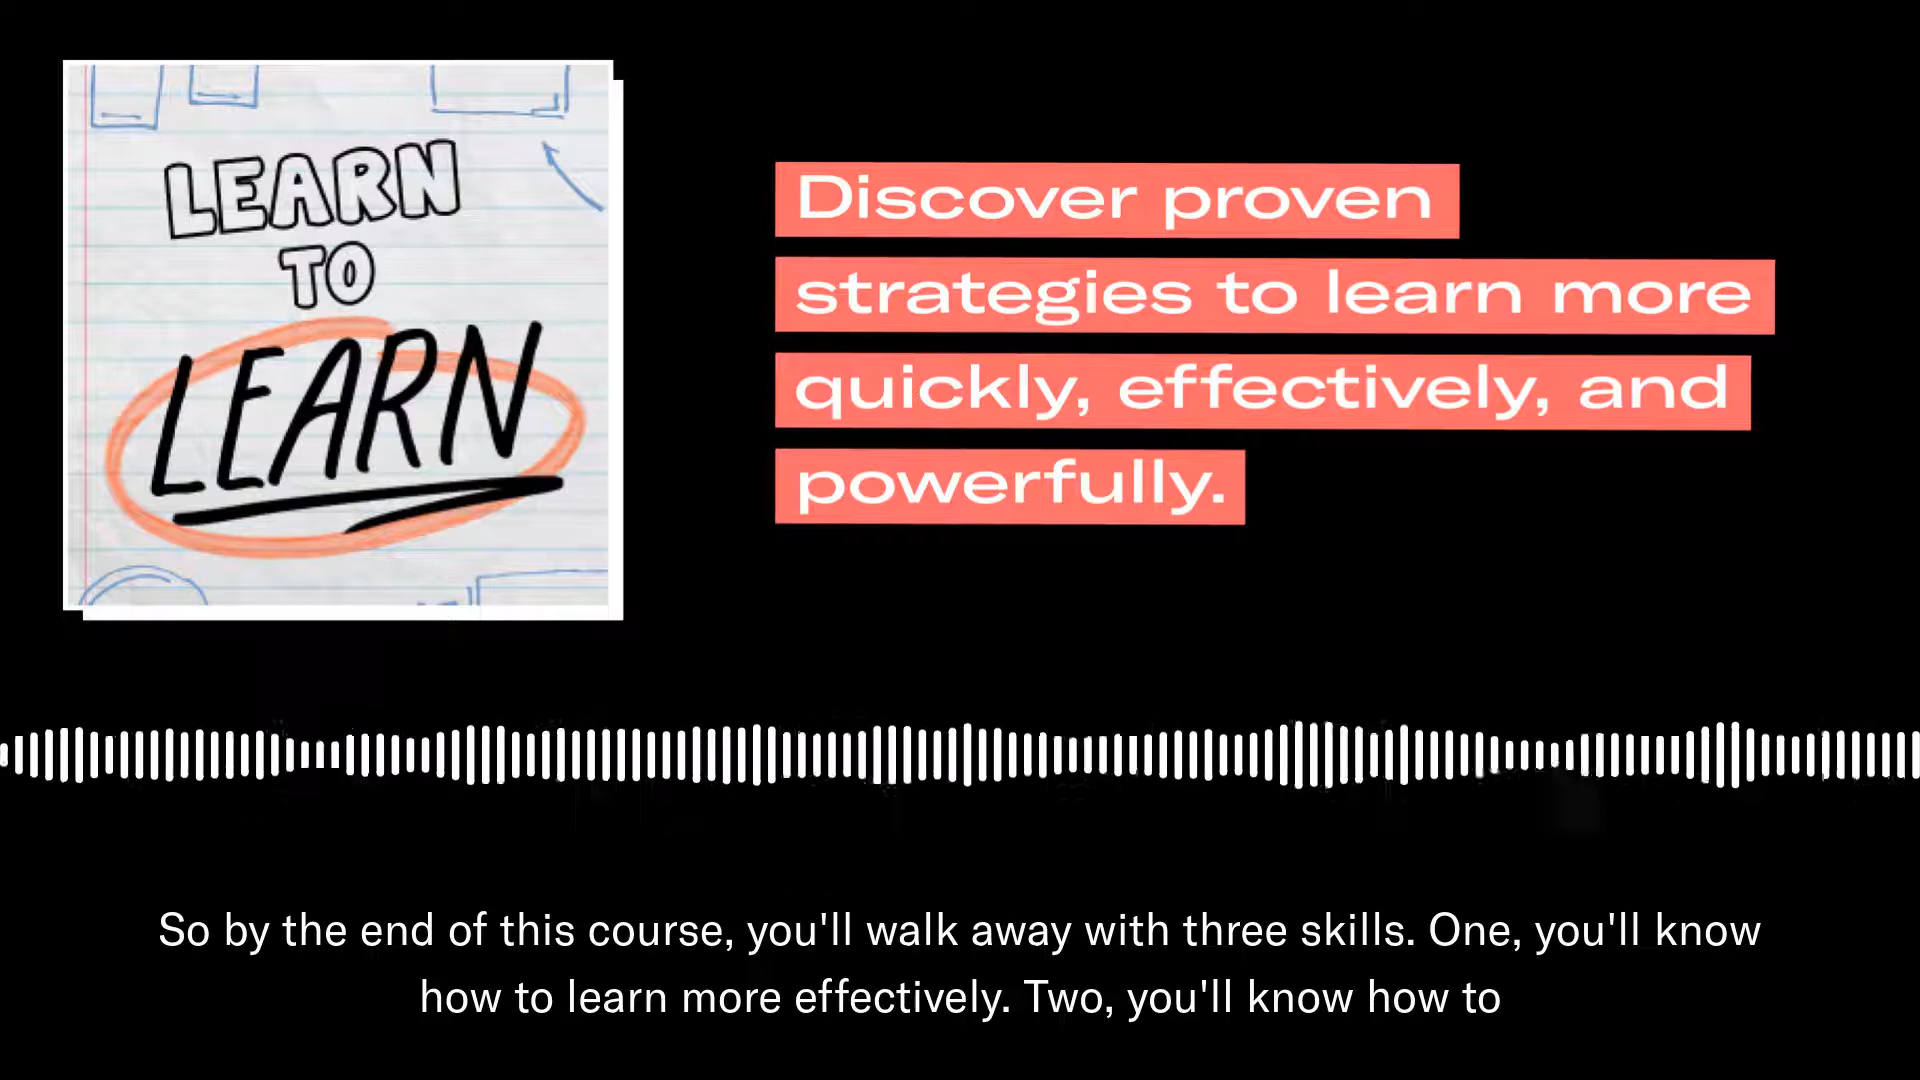 LEARN
TO
LEARN
Discover proven
strategies to learn more
quickly, effectively, and
powerfully.
So by the end of this course, you'll walk away with three skills. One, you'll know
how to learn more effectively. Two, you'll know how to